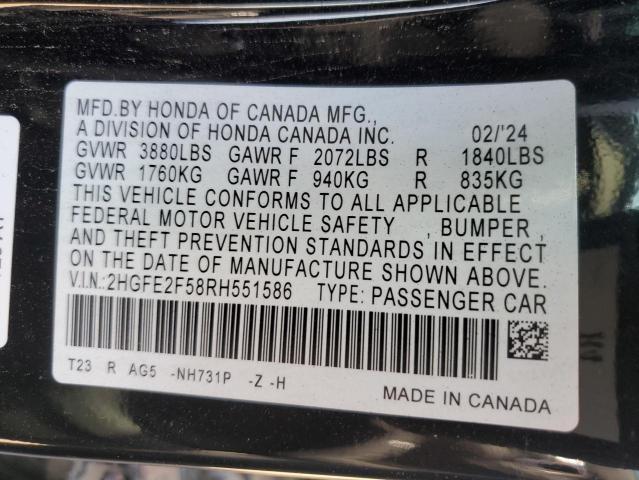 MFD.BY HONDA OF CANADA MFG.,
A DIVISION OF HONDA CANADA INC. 02/'24
GVWR 3880LBS GAWR F 2072LBS R 1840LBS
GVWR 1760KG GAWR F 940KG R 835KG
THIS VEHICLE CONFORMS TO ALL APPLICABLE
FEDERAL MOTOR VEHICLE SAFETY , BUMPER ,
AND THEFT PREVENTION STANDARDS IN EFFECT
ON THE DATE OF MANUFACTURE SHOWN ABOVE.
V.I.N.:2HGFE2F58RH551586 TYPE: PASSENGER CAR
T23 R AG5 -NH731P -Z -H
MADE IN CANADA